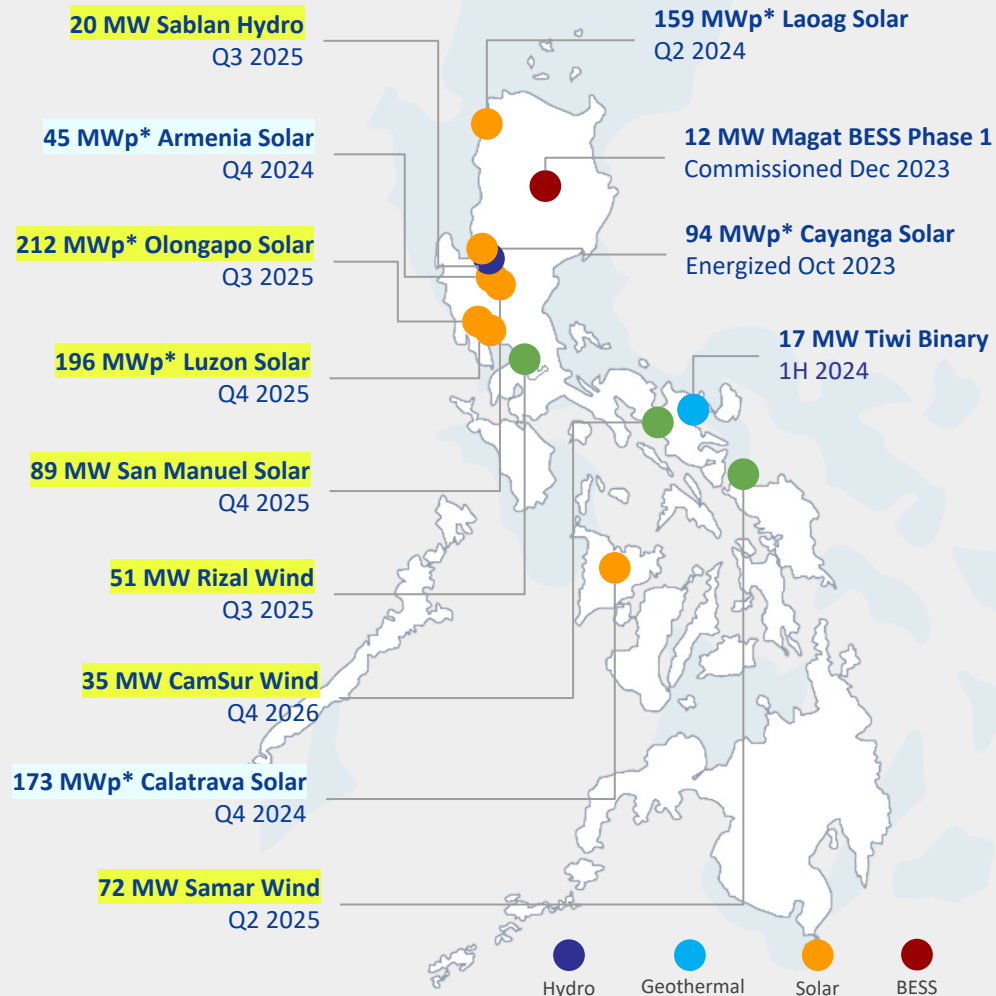 20 MW Sablan Hydro
Q3 2025
45 MWp* Armenia Solar
Q4 2024
212 MWp* Olongapo Solar
Q3 2025
196 MWp* Luzon Solar
Q4 2025
89 MW San Manuel Solar
Q4 2025
51 MW Rizal Wind
Q3 2025
35 MW CamSur Wind
Q4 2026
173 MWp* Calatrava Solar
Q4 2024
72 MW Samar Wind
Q2 2025
159 MWp* Laoag Solar
Q2 2024
12 MW Magat BESS Phase 1
Commissioned Dec 2023
94 MWp* Cayanga Solar
Energized Oct 2023
17 MW Tiwi Binary
1H 2024
Hydro
Geothermal
Solar
BESS